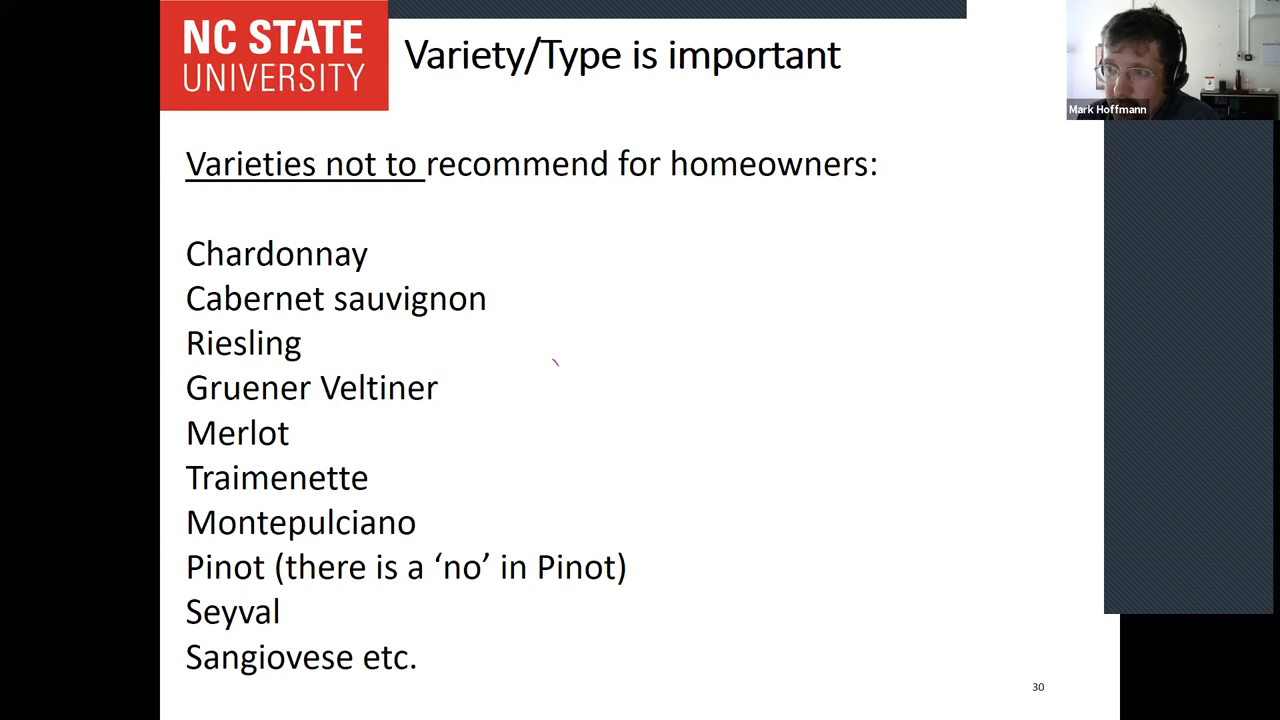 NC STATE
UNIVERSITY
Variety/Type is important
Mark Hoffmann
Varieties not to recommend for homeowners:
Chardonnay
Cabernet sauvignon
Riesling
Gruener Veltiner
Merlot
Traimenette
Montepulciano
Pinot (there is a ‘no’ in Pinot)
Seyval
Sangiovese etc.
30